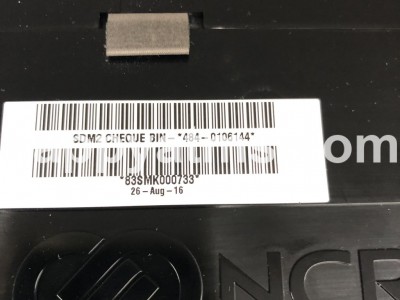 SDM2 CHEQUE BIN - *484-0106144*
*83SMK000733*
26-Aug-16
NCR